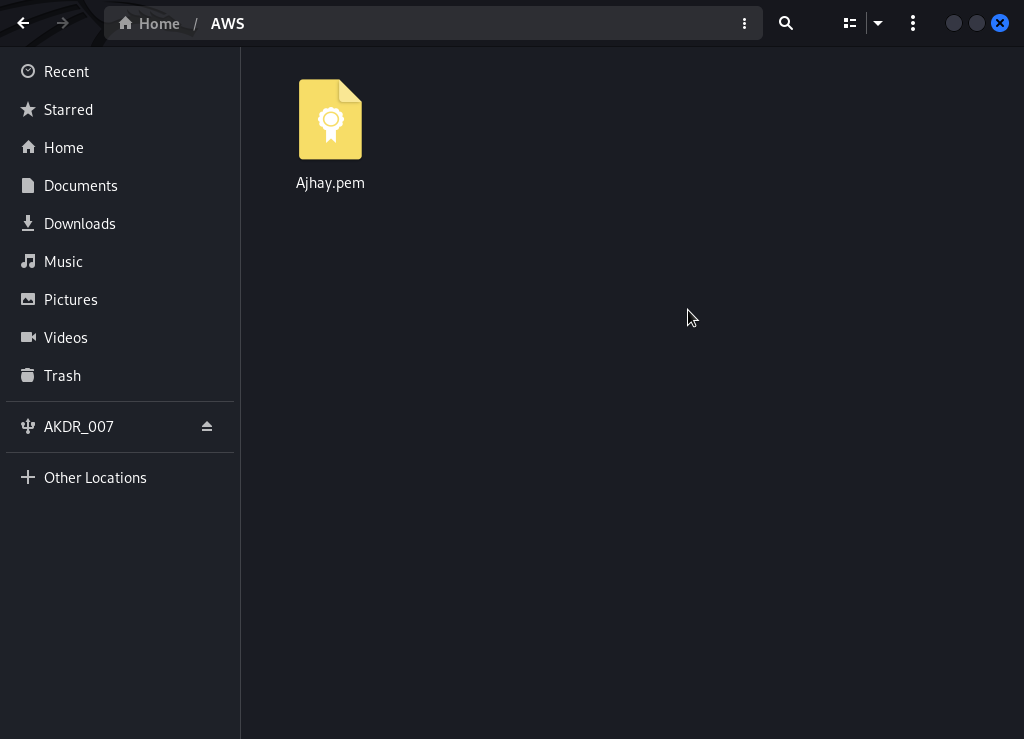 Home / AWS
Recent
Starred
Home
Documents
Downloads
Music
Pictures
Videos
Trash
AKDR_007
Other Locations
Ajhay.pem